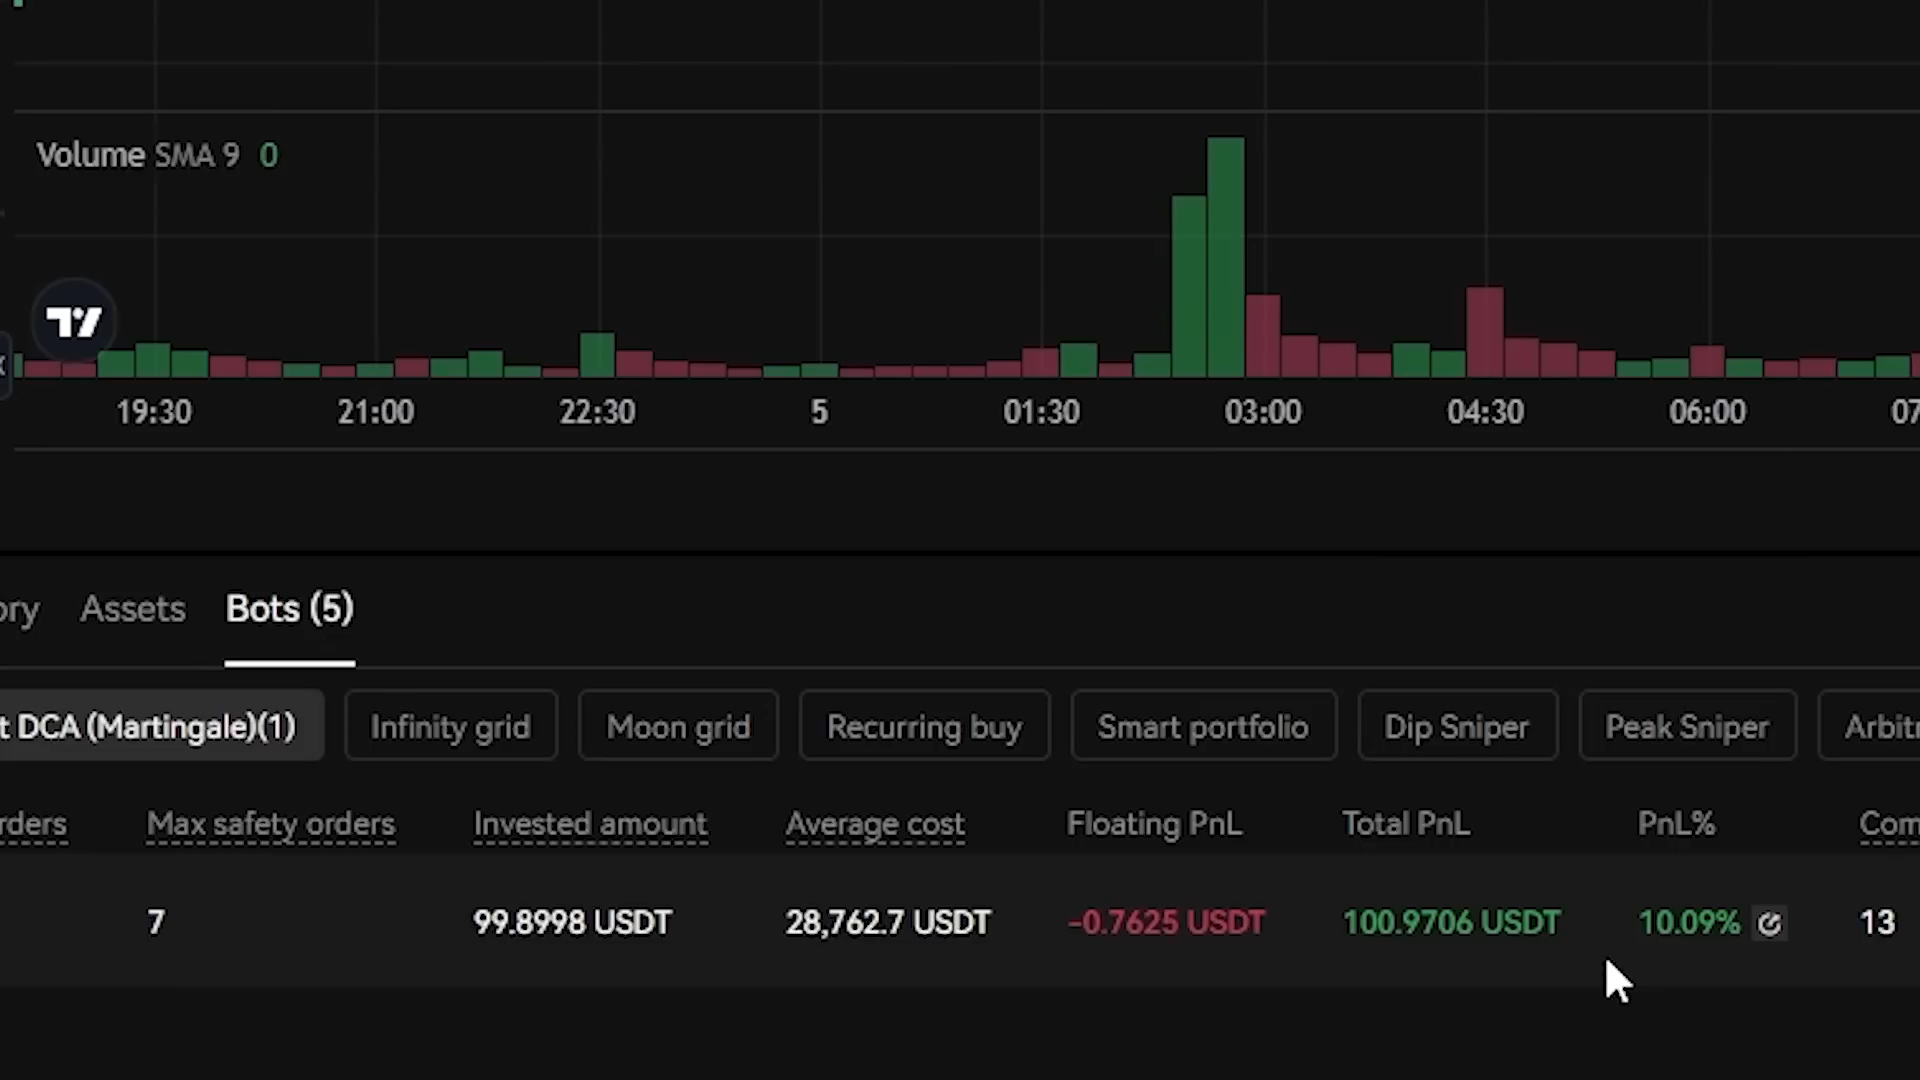 Volume SMA 9 0
19:30 21:00 22:30 5 01:30 03:00 04:30 06:00 07
ory Assets Bots (5)
t DCA (Martingale)(1) Infinity grid Moon grid Recurring buy Smart portfolio Dip Sniper Peak Sniper Arbitr
rders Max safety orders Invested amount Average cost Floating PnL Total PnL PnL% Com
7 99.8998 USDT 28,762.7 USDT -0.7625 USDT 100.9706 USDT 10.09% 13